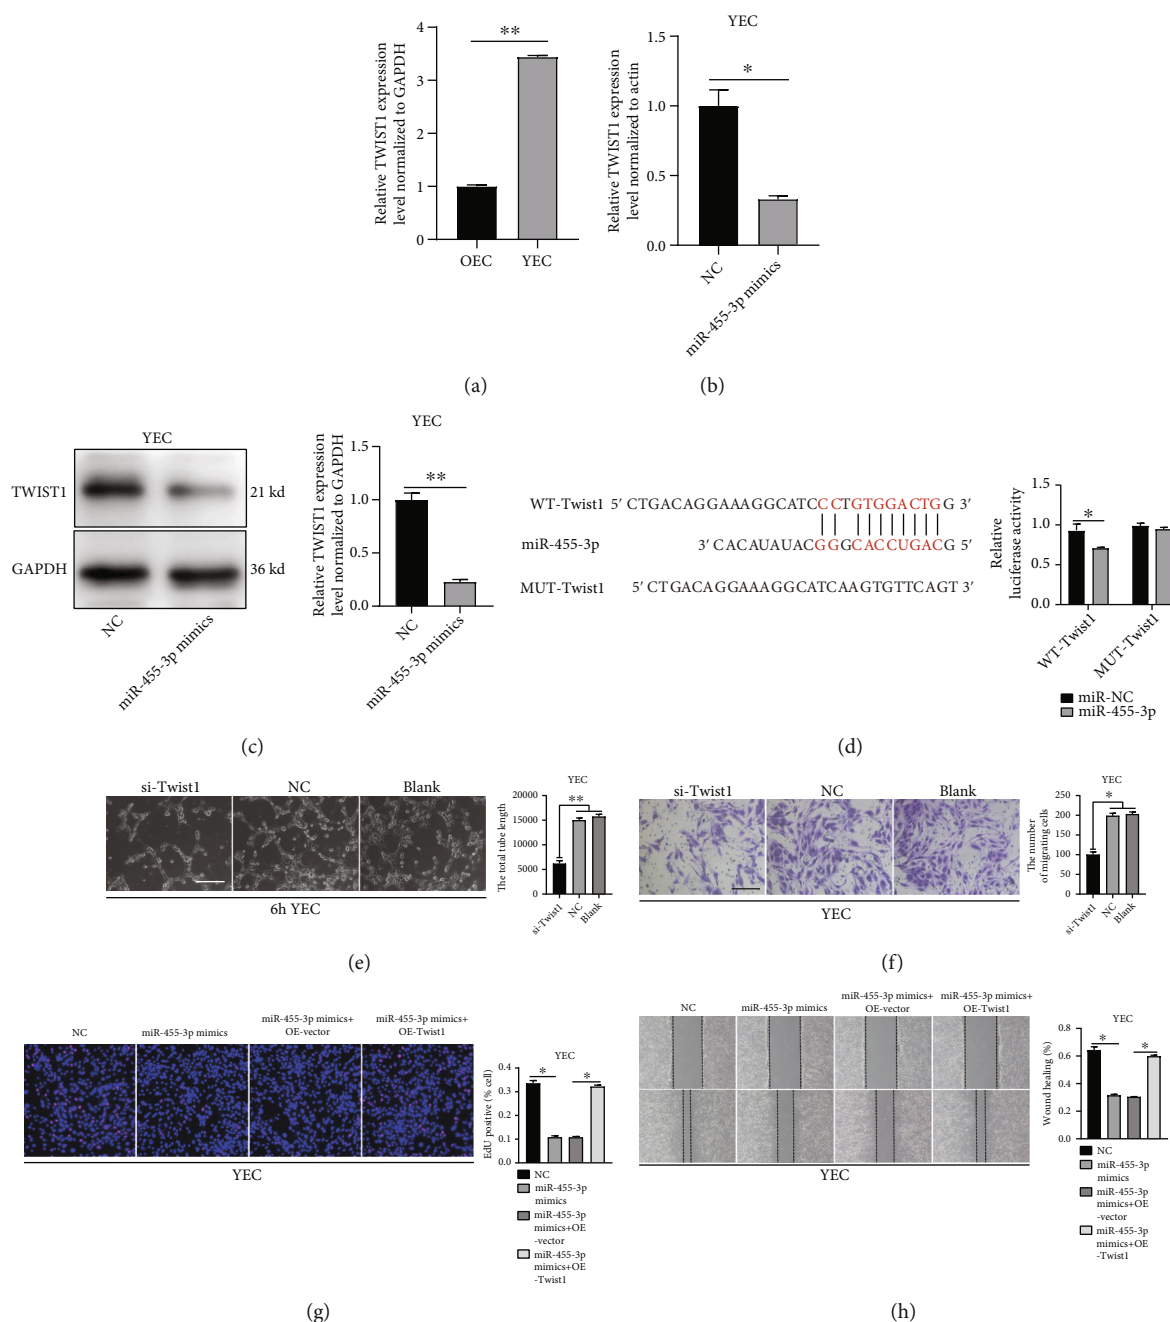 Relative TWIST1 expression
level normalized to GAPDH
4
3
2
1
0
**
OEC
YEC
(a)
YEC
Relative TWIST1 expression
level normalized to actin
1.5
1.0
0.5
0.0
*
NC
miR-455-3p mimics
(b)
YEC
TWIST1
21 kd
GAPDH
36 kd
NC
miR-455-3p mimics
YEC
Relative TWIST1 expression
level normalized to GAPDH
1.5
1.0
0.5
0.0
**
NC
miR-455-3p mimics
(c)
WT-Twist1 5′ CTGACAGGAAAGGCATCCCTGTGGACTGG 3′
miR-455-3p 3′ CACAUAUACGGGCACCUGACG 5′
MUT-Twist1 5′ CTGACAGGAAAGGCATCAAGTGTTCAGT 3′
Relative
luciferase activity
1.5
1.0
0.5
0.0
*
WT-Twist1
MUT-Twist1
miR-NC
miR-455-3p
(d)
si-Twist1
NC
Blank
6h YEC
YEC
The total tube length
20000
15000
10000
5000
0
**
si-Twist1
NC
Blank
(e)
si-Twist1
NC
Blank
YEC
YEC
The number
of migrating cells
250
200
150
100
50
0
*
si-Twist1
NC
Blank
(f)
NC
miR-455-3p mimics
miR-455-3p mimics+
OE-vector
miR-455-3p mimics+
OE-Twist1
YEC
YEC
EdU positive (% cell)
0.4
0.3
0.2
0.1
0.0
*
*
NC
miR-455-3p
mimics
miR-455-3p
mimics+OE
-vector
miR-455-3p
mimics+OE
-Twist1
(g)
NC
miR-455-3p mimics
miR-455-3p mimics+
OE-vector
miR-455-3p mimics+
OE-Twist1
YEC
YEC
Wound healing (%)
0.8
0.6
0.4
0.2
0.0
*
*
NC
miR-455-3p
mimics
miR-455-3p
mimics+OE
-vector
miR-455-3p
mimics+OE
-Twist1
(h)